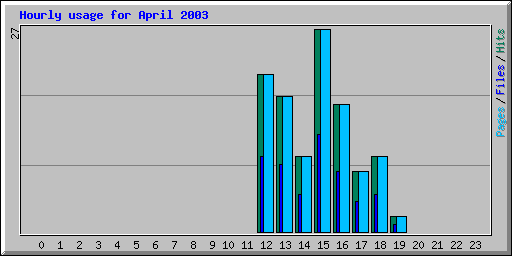 Hourly usage for April 2003
27
Pages / Files / Hits
0 1 2 3 4 5 6 7 8 9 10 11 12 13 14 15 16 17 18 19 20 21 22 23